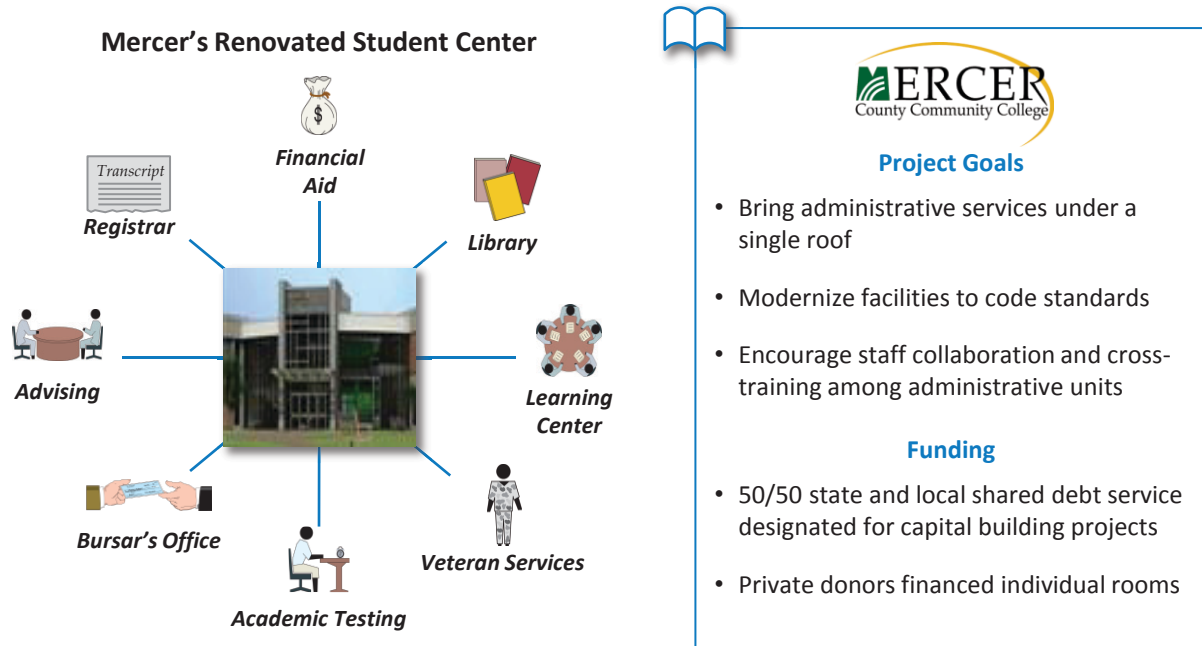 Mercer's Renovated Student Center
$
Financial
Aid
Transcript
Registrar
Library
Advising
Learning
Center
Bursar's Office
Veteran Services
Academic Testing
MERCER
County Community College
Project Goals
• Bring administrative services under a
single roof
• Modernize facilities to code standards
• Encourage staff collaboration and cross-
training among administrative units
Funding
• 50/50 state and local shared debt service
designated for capital building projects
• Private donors financed individual rooms